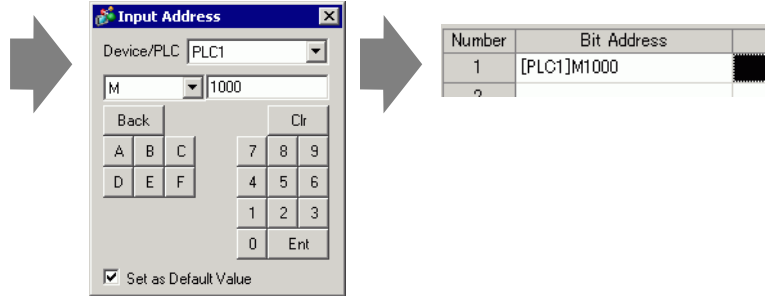 Input Address
Device/PLC PLC1
M 1000
Back Clr
A B C 7 8 9
D E F 4 5 6
1 2 3
0 Ent
Set as Default Value
Number Bit Address
1 [PLC1]M1000